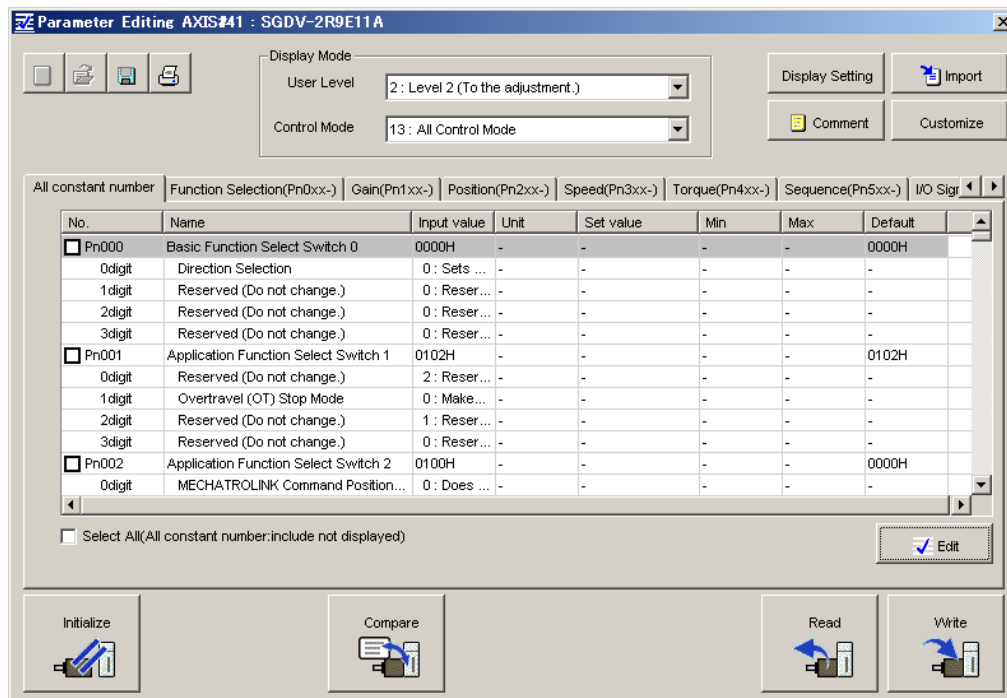 Parameter Editing AXIS#41 : SGDV-2R9E11A
Display Mode
User Level 2 : Level 2 (To the adjustment.)
Control Mode 13 : All Control Mode
Display Setting Import
Comment Customize
All constant number Function Selection(Pn0xx-) Gain(Pn1xx-) Position(Pn2xx-) Speed(Pn3xx-) Torque(Pn4xx-) Sequence(Pn5xx-) I/O Sigr
No. Name Input value Unit Set value Min Max Default
Pn000 Basic Function Select Switch 0 0000H - - - - 0000H
0digit Direction Selection 0 : Sets ... - - - - -
1digit Reserved (Do not change.) 0 : Reser... - - - - -
2digit Reserved (Do not change.) 0 : Reser... - - - - -
3digit Reserved (Do not change.) 0 : Reser... - - - - -
Pn001 Application Function Select Switch 1 0102H - - - - 0102H
0digit Reserved (Do not change.) 2 : Reser... - - - - -
1digit Overtravel (OT) Stop Mode 0 : Make... - - - - -
2digit Reserved (Do not change.) 1 : Reser... - - - - -
3digit Reserved (Do not change.) 0 : Reser... - - - - -
Pn002 Application Function Select Switch 2 0100H - - - - 0000H
0digit MECHATROLINK Command Position... 0 : Does ... - - - - -
Select All(All constant number:include not displayed)
Edit
Initialize Compare Read Write